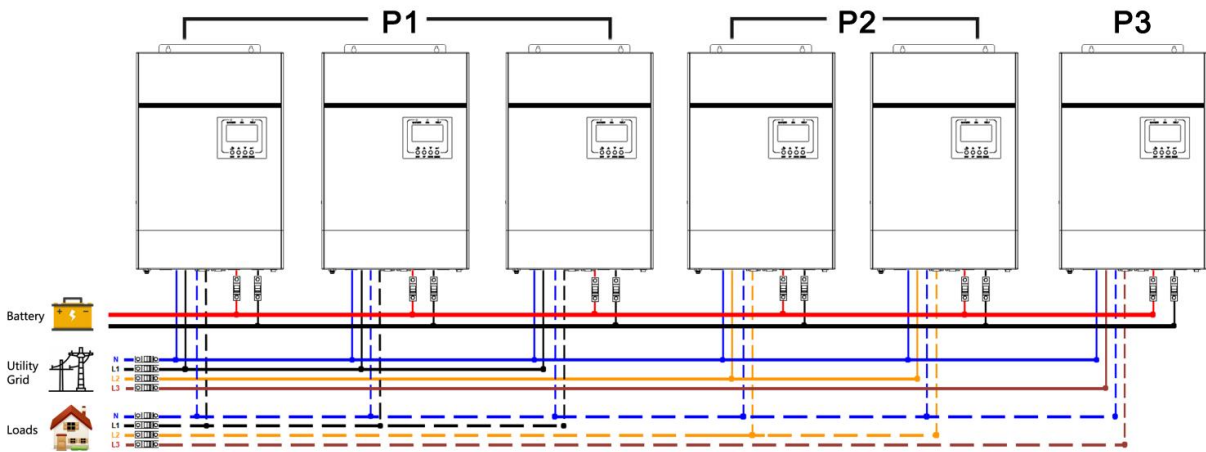 P1
P2
P3
Battery
+ -
Utility
Grid
N
L1
L2
L3
Loads
N
L1
L2
L3